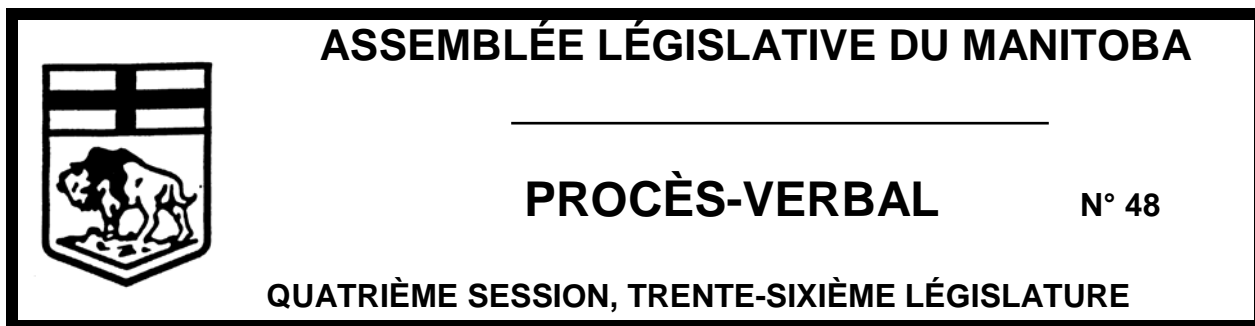 ASSEMBLÉE LÉGISLATIVE DU MANITOBA
PROCÈS-VERBAL N° 48
QUATRIÈME SESSION, TRENTE-SIXIÈME LÉGISLATURE